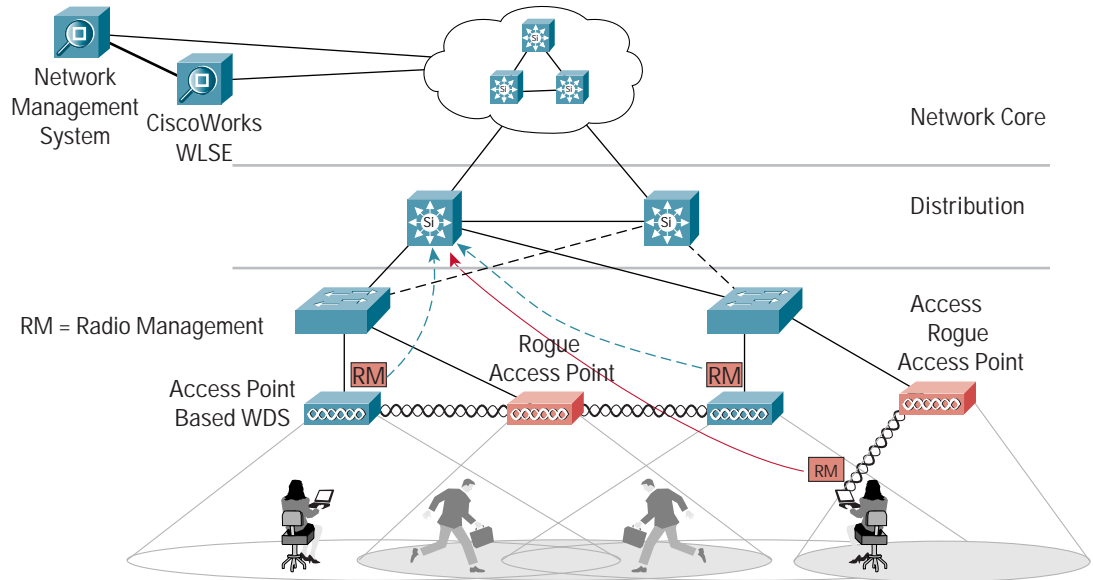 Si
Si
Si
Network
Management
System
CiscoWorks
WLSE
Network Core
Si
Si
Distribution
RM = Radio Management
Access
Rogue
Access Point
Rogue
Access Point
RM
RM
Access Point
Based WDS
RM